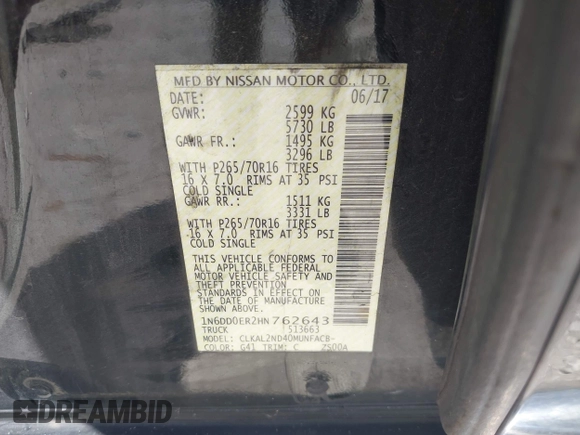 MFD BY NISSAN MOTOR CO., LTD.
DATE: 06/17
GVWR: 2599 KG
5730 LB
GAWR FR.: 1495 KG
3296 LB
WITH P265/70R16 TIRES
16 X 7.0 RIMS AT 35 PSI
COLD SINGLE
GAWR RR.: 1511 KG
3331 LB
WITH P265/70R16 TIRES
16 X 7.0 RIMS AT 35 PSI
COLD SINGLE
THIS VEHICLE CONFORMS TO
ALL APPLICABLE FEDERAL
MOTOR VEHICLE SAFETY AND
THEFT PREVENTION
STANDARDS IN EFFECT ON
THE DATE OF MANUFACTURE
SHOWN ABOVE.
1N6DD0ER2HN762643
TRUCK 513663
MODEL: CLKAL2ND40MUNFACB-
COLOR: G41 TRIM: C 2500A
DREAMBID